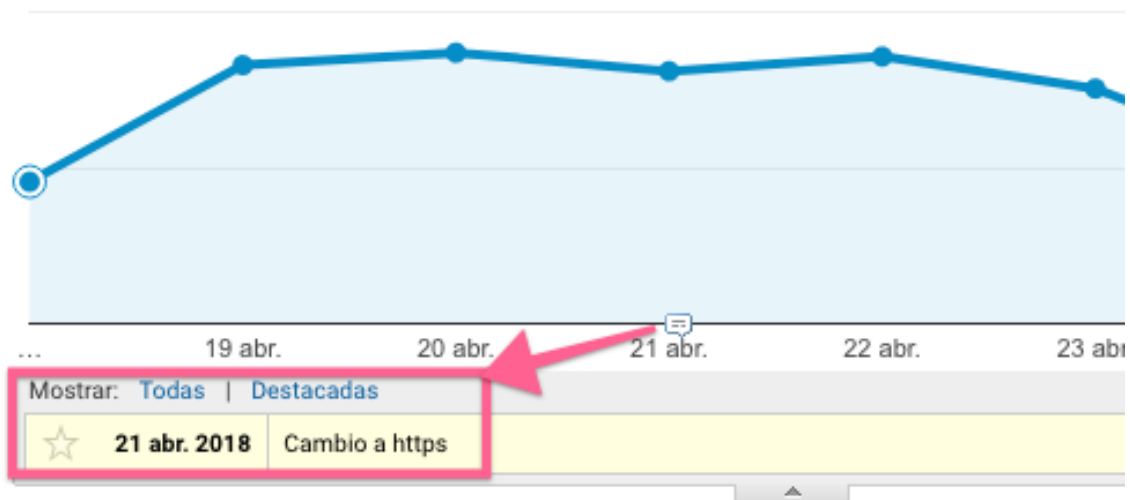 ... 19 abr. 20 abr. 21 abr. 22 abr. 23 abr
Mostrar: Todas | Destacadas
21 abr. 2018 Cambio a https